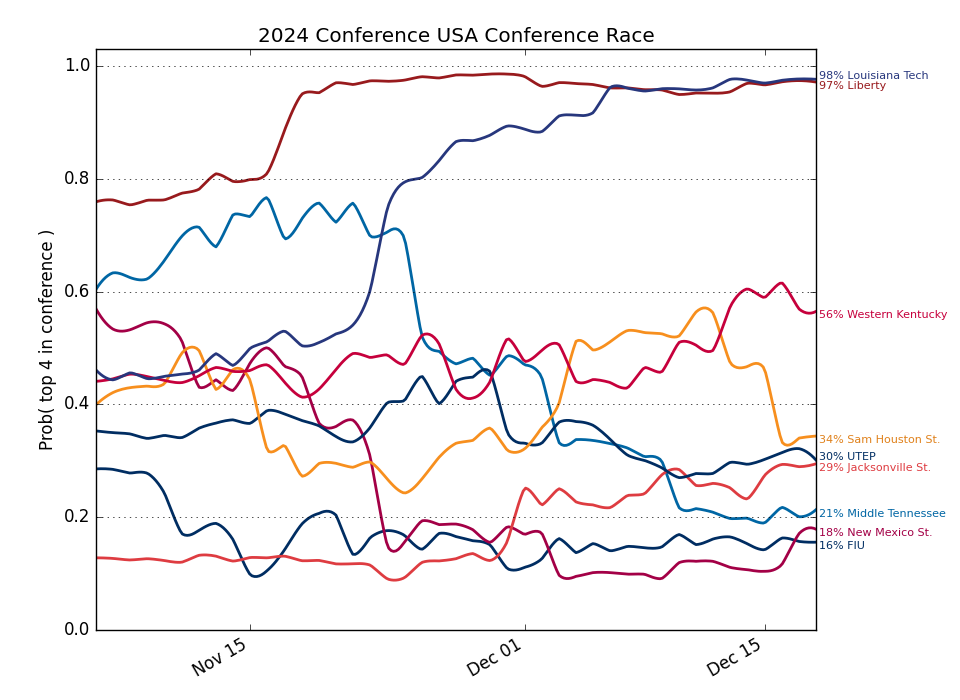 2024 Conference USA Conference Race
Prob( top 4 in conference )
1.0
0.8
0.6
0.4
0.2
0.0
Nov 15
Dec 01
Dec 15
98% Louisiana Tech
97% Liberty
56% Western Kentucky
34% Sam Houston St.
30% UTEP
29% Jacksonville St.
21% Middle Tennessee
18% New Mexico St.
16% FIU